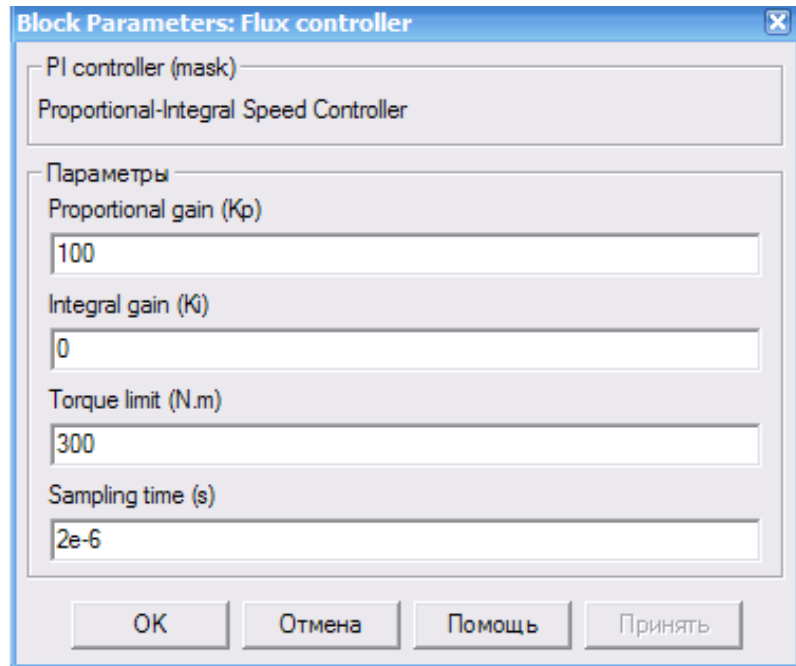 Block Parameters: Flux controller
PI controller (mask)
Proportional-Integral Speed Controller
Параметры
Proportional gain (Kp)
100
Integral gain (Ki)
0
Torque limit (N.m)
300
Sampling time (s)
2e-6
OK
Отмена
Помощь
Принять